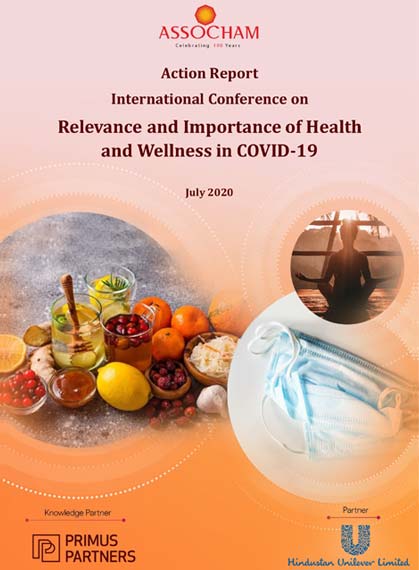 ASSOCHAM
Celebrating 100 Years
Action Report
International Conference on
Relevance and Importance of Health
and Wellness in COVID-19
July 2020
Knowledge Partner
PRIMUS
PARTNERS
Partner
Hindustan Unilever Limited